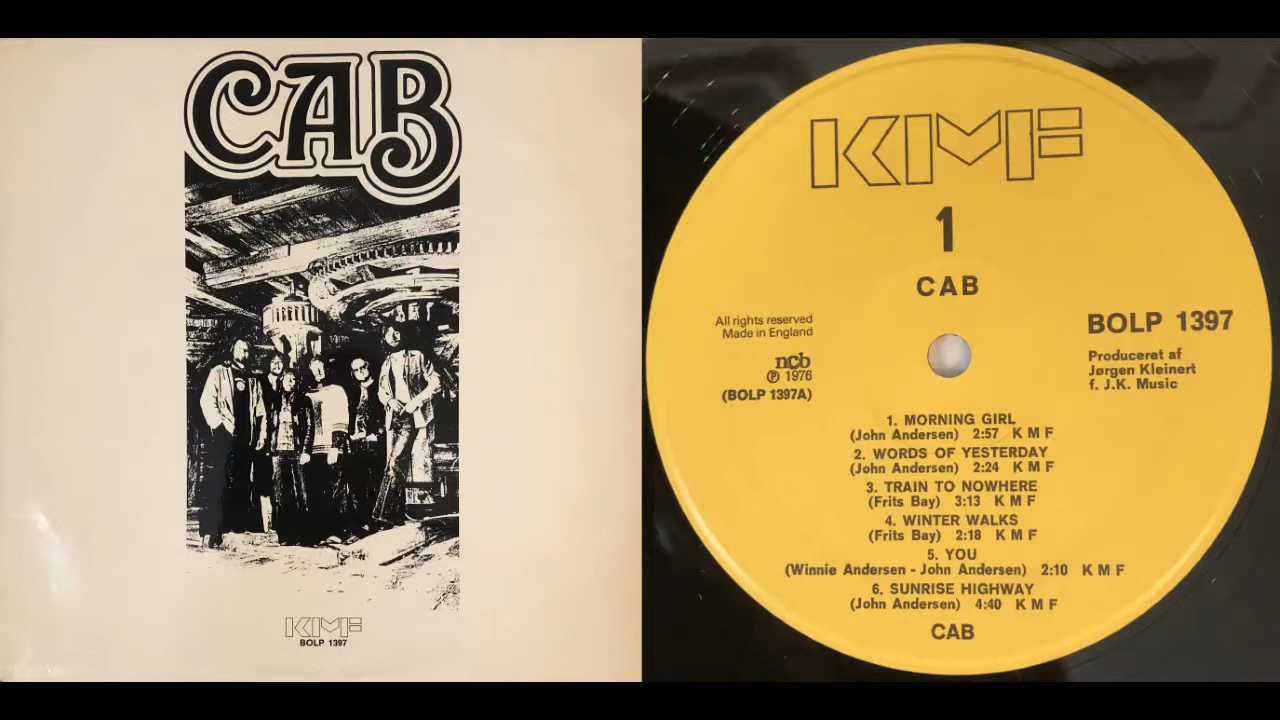 CAB
KMF
BOLP 1397
KMF
1
CAB
All rights reserved
Made in England
ncb
Ⓟ 1976
(BOLP 1397A)
BOLP 1397
Produceret af
Jørgen Kleinert
f. J.K. Music
1. MORNING GIRL
(John Andersen) 2:57 K M F
2. WORDS OF YESTERDAY
(John Andersen) 2:24 K M F
3. TRAIN TO NOWHERE
(Frits Bay) 3:13 K M F
4. WINTER WALKS
(Frits Bay) 2:18 K M F
5. YOU
(Winnie Andersen - John Andersen) 2:10 K M F
6. SUNRISE HIGHWAY
(John Andersen) 4:40 K M F
CAB